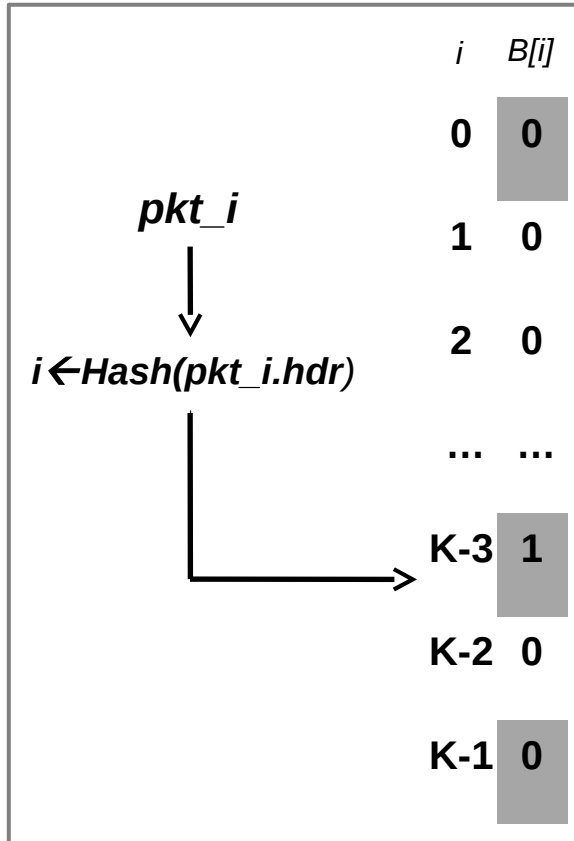 i B[i]
0 0
pkt_i
1 0
2 0
i←Hash(pkt_i.hdr)
... ...
K-3 1
K-2 0
K-1 0